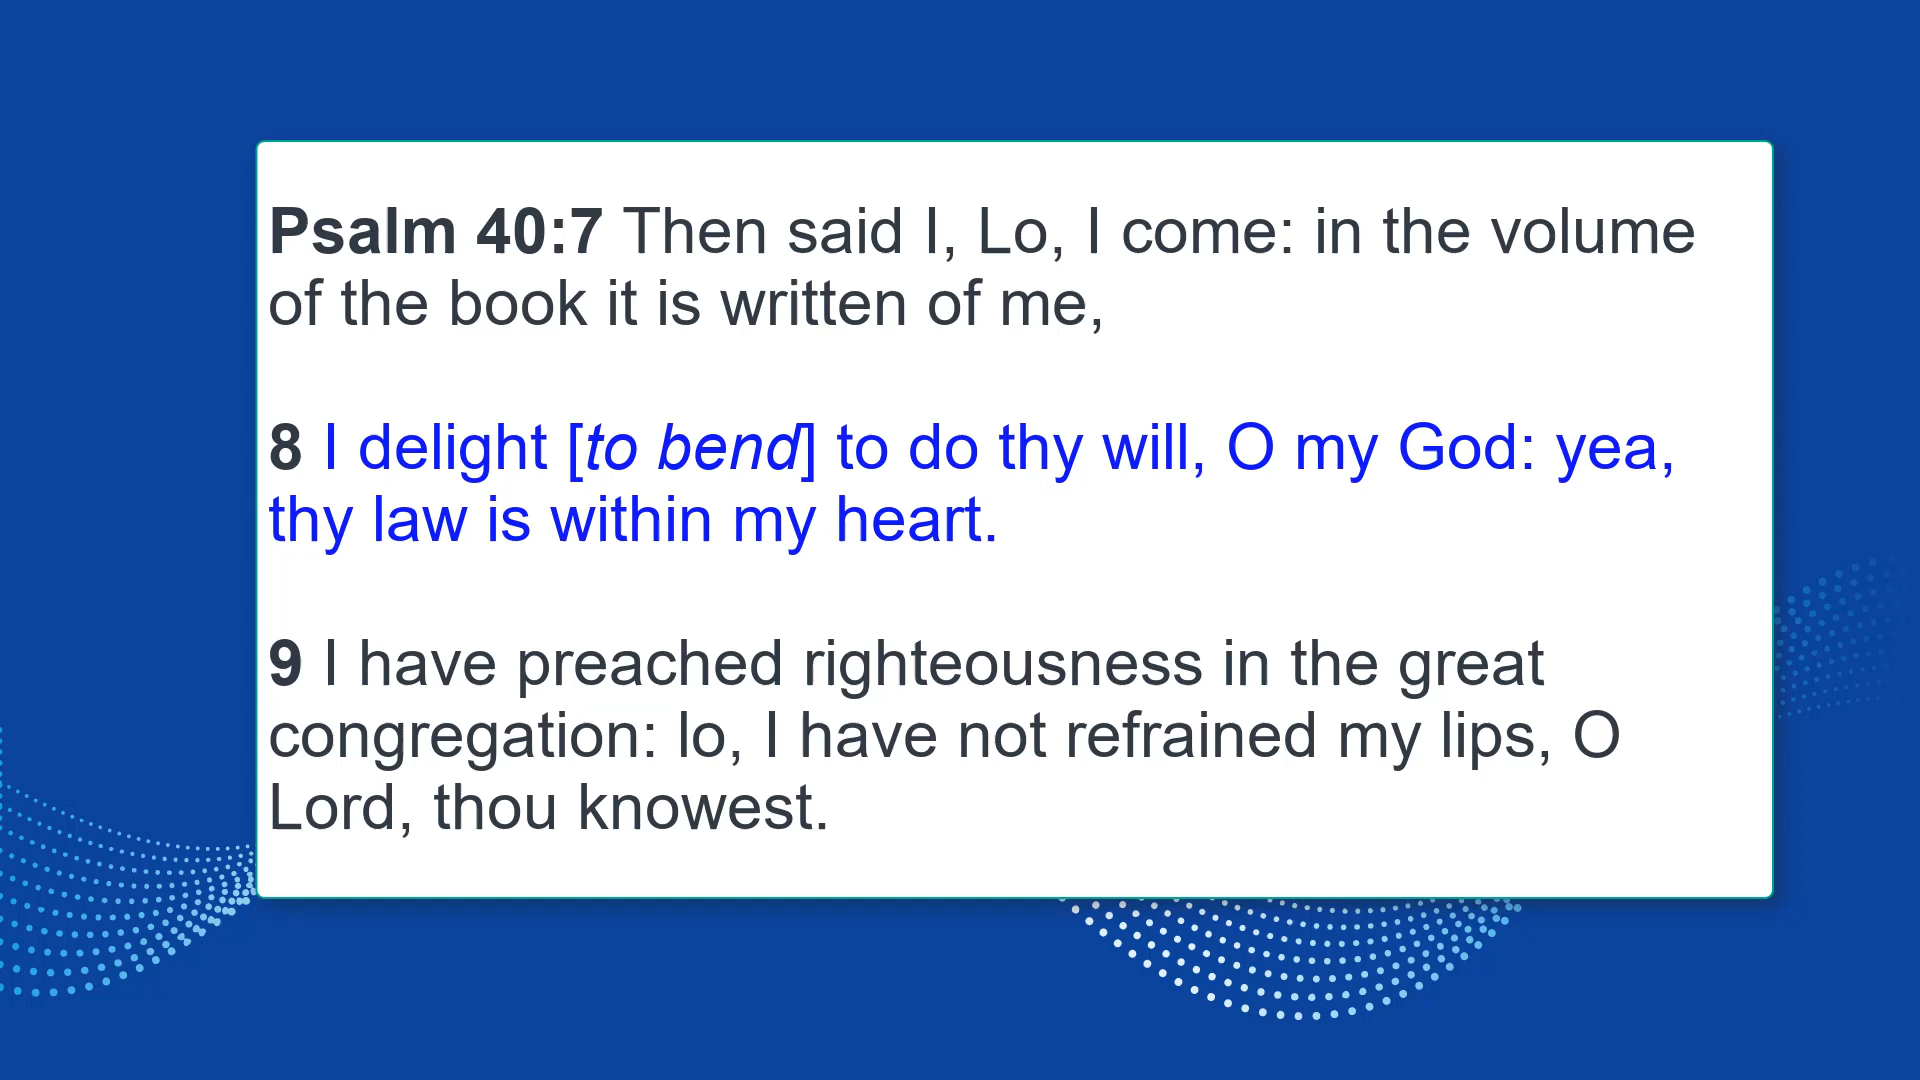 Psalm 40:7 Then said I, Lo, I come: in the volume
of the book it is written of me,
8 I delight [to bend] to do thy will, O my God: yea,
thy law is within my heart.
9 I have preached righteousness in the great
congregation: lo, I have not refrained my lips, O
Lord, thou knowest.